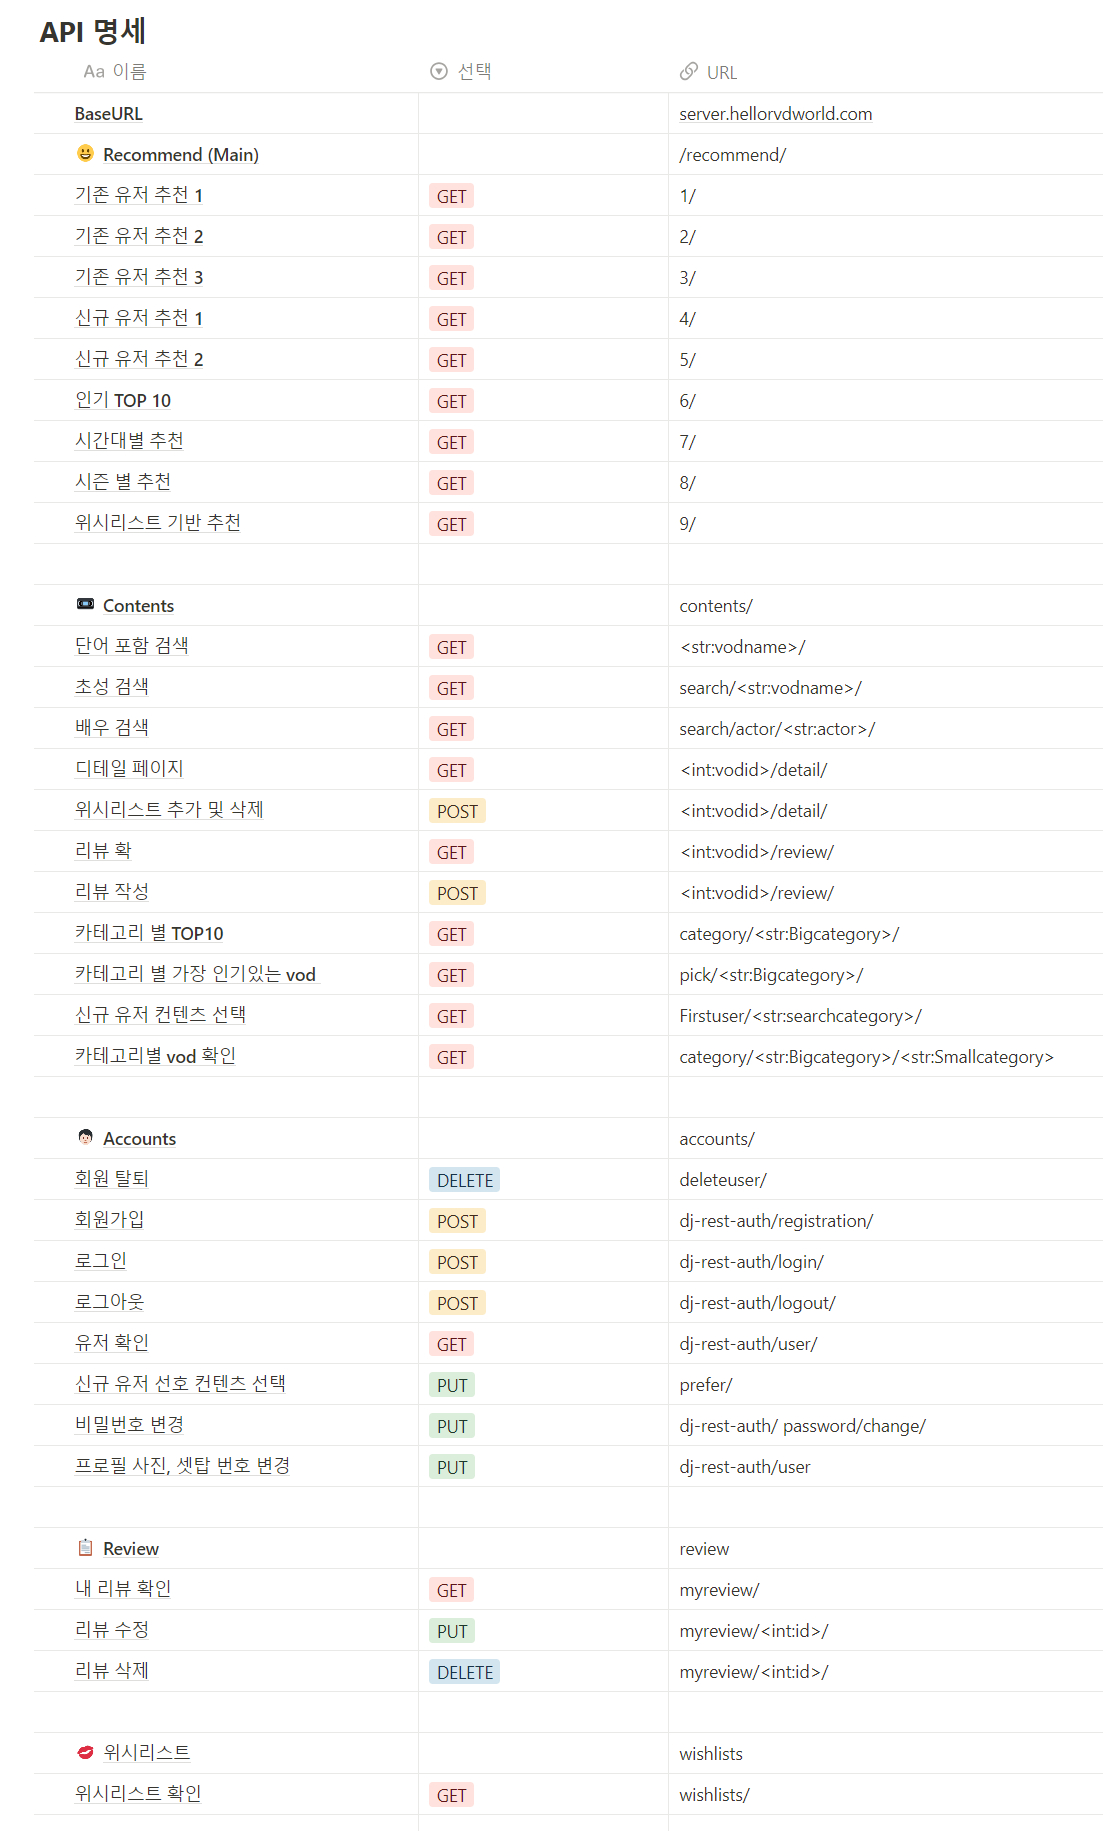 API 명세
Aa 이름 선택 URL
BaseURL server.hellorvdworld.com
Recommend (Main) /recommend/
기존 유저 추천 1 GET 1/
기존 유저 추천 2 GET 2/
기존 유저 추천 3 GET 3/
신규 유저 추천 1 GET 4/
신규 유저 추천 2 GET 5/
인기 TOP 10 GET 6/
시간대별 추천 GET 7/
시즌 별 추천 GET 8/
위시리스트 기반 추천 GET 9/
Contents contents/
단어 포함 검색 GET <str:vodname>/
초성 검색 GET search/<str:vodname>/
배우 검색 GET search/actor/<str:actor>/
디테일 페이지 GET <int:vodid>/detail/
위시리스트 추가 및 삭제 POST <int:vodid>/detail/
리뷰 확 GET <int:vodid>/review/
리뷰 작성 POST <int:vodid>/review/
카테고리 별 TOP10 GET category/<str:Bigcategory>/
카테고리 별 가장 인기있는 vod GET pick/<str:Bigcategory>/
신규 유저 컨텐츠 선택 GET Firstuser/<str:searchcategory>/
카테고리별 vod 확인 GET category/<str:Bigcategory>/<str:Smallcategory>
Accounts accounts/
회원 탈퇴 DELETE deleteuser/
회원가입 POST dj-rest-auth/registration/
로그인 POST dj-rest-auth/login/
로그아웃 POST dj-rest-auth/logout/
유저 확인 GET dj-rest-auth/user/
신규 유저 선호 컨텐츠 선택 PUT prefer/
비밀번호 변경 PUT dj-rest-auth/ password/change/
프로필 사진, 셋탑 번호 변경 PUT dj-rest-auth/user
Review review
내 리뷰 확인 GET myreview/
리뷰 수정 PUT myreview/<int:id>/
리뷰 삭제 DELETE myreview/<int:id>/
위시리스트 wishlists
위시리스트 확인 GET wishlists/